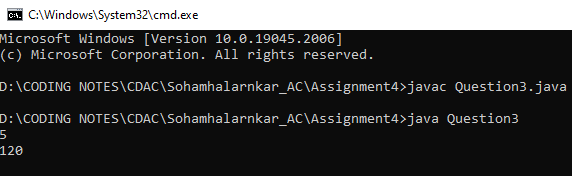 C:\Windows\System32\cmd.exe
Microsoft Windows [Version 10.0.19045.2006]
(c) Microsoft Corporation. All rights reserved.
D:\CODING NOTES\CDAC\Sohamhalarnkar_AC\Assignment4>javac Question3.java
D:\CODING NOTES\CDAC\Sohamhalarnkar_AC\Assignment4>java Question3
5
120